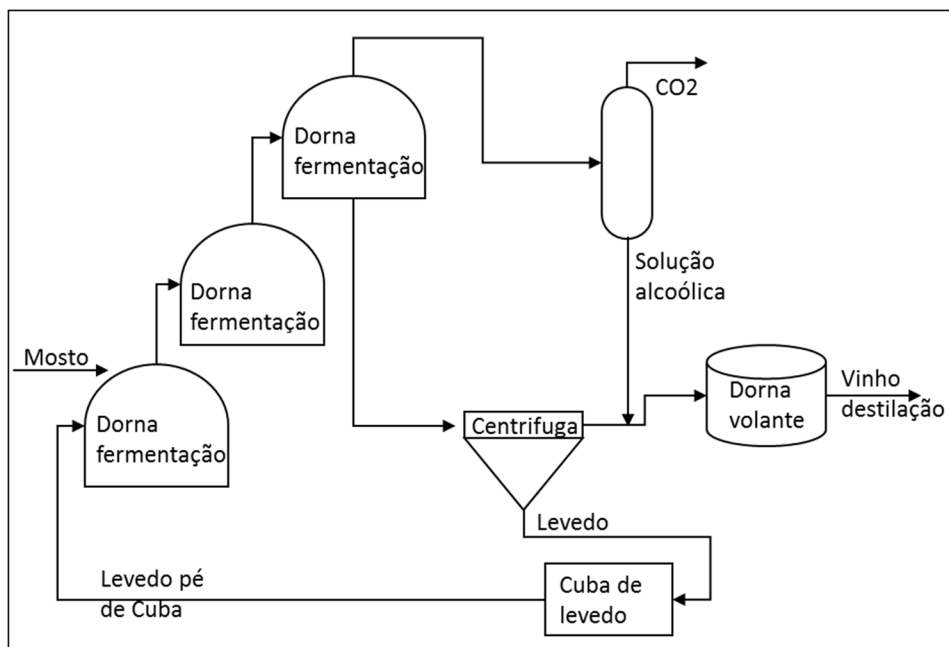 Dorna
fermentação
CO2
Solução
alcoólica
Dorna
fermentação
Mosto
Dorna
fermentação
Centrifuga
Dorna
volante
Vinho
destilação
Levedo
Levedo pé
de Cuba
Cuba de
levedo